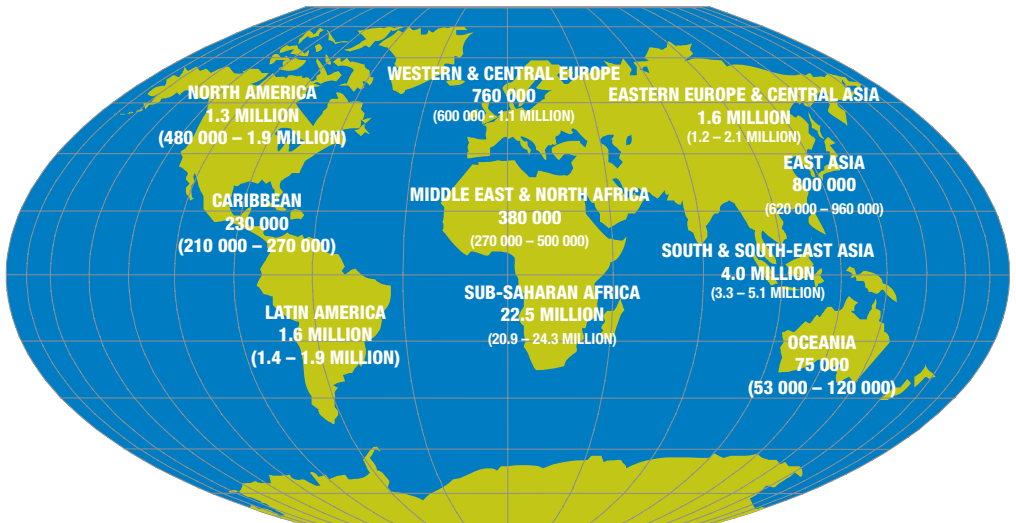 WESTERN & CENTRAL EUROPE
760 000
(600 000 – 1.1 MILLION)
NORTH AMERICA
1.3 MILLION
(480 000 – 1.9 MILLION)
EASTERN EUROPE & CENTRAL ASIA
1.6 MILLION
(1.2 – 2.1 MILLION)
EAST ASIA
800 000
(620 000 – 960 000)
CARIBBEAN
230 000
(210 000 – 270 000)
MIDDLE EAST & NORTH AFRICA
380 000
(270 000 – 500 000)
SOUTH & SOUTH-EAST ASIA
4.0 MILLION
(3.3 – 5.1 MILLION)
SUB-SAHARAN AFRICA
22.5 MILLION
(20.9 – 24.3 MILLION)
LATIN AMERICA
1.6 MILLION
(1.4 – 1.9 MILLION)
OCEANIA
75 000
(53 000 – 120 000)